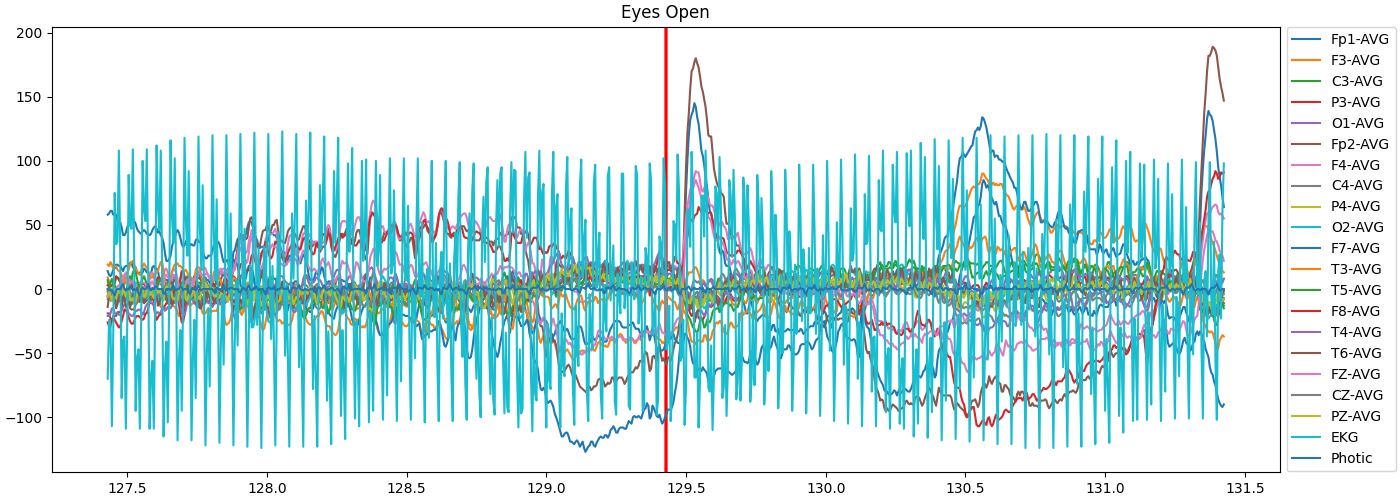 Eyes Open
200
150
100
50
0
−50
−100
127.5 128.0 128.5 129.0 129.5 130.0 130.5 131.0 131.5
Fp1-AVG
F3-AVG
C3-AVG
P3-AVG
O1-AVG
Fp2-AVG
F4-AVG
C4-AVG
P4-AVG
O2-AVG
F7-AVG
T3-AVG
T5-AVG
F8-AVG
T4-AVG
T6-AVG
FZ-AVG
CZ-AVG
PZ-AVG
EKG
Photic